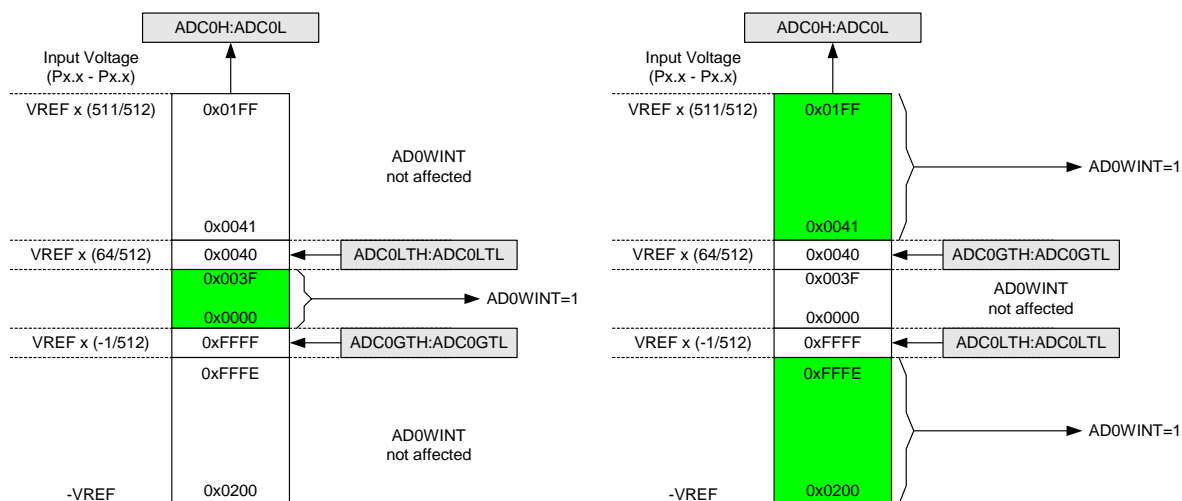 ADC0H:ADC0L
Input Voltage
(Px.x - Px.x)
VREF x (511/512)
0x01FF
AD0WINT
not affected
0x0041
VREF x (64/512)
0x0040
ADC0LTH:ADC0LTL
0x003F
AD0WINT=1
0x0000
VREF x (-1/512)
0xFFFF
ADC0GTH:ADC0GTL
0xFFFE
AD0WINT
not affected
-VREF
0x0200
ADC0H:ADC0L
Input Voltage
(Px.x - Px.x)
VREF x (511/512)
0x01FF
AD0WINT=1
0x0041
VREF x (64/512)
0x0040
ADC0GTH:ADC0GTL
0x003F
AD0WINT
not affected
0x0000
VREF x (-1/512)
0xFFFF
ADC0LTH:ADC0LTL
0xFFFE
AD0WINT=1
-VREF
0x0200